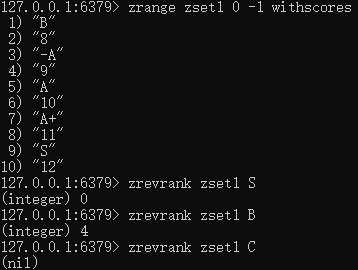 127.0.0.1:6379> zrange zset1 0 -1 withscores
1) "B"
2) "8"
3) "-A"
4) "9"
5) "A"
6) "10"
7) "A+"
8) "11"
9) "S"
10) "12"
127.0.0.1:6379> zrevrank zset1 S
(integer) 0
127.0.0.1:6379> zrevrank zset1 B
(integer) 4
127.0.0.1:6379> zrevrank zset1 C
(nil)